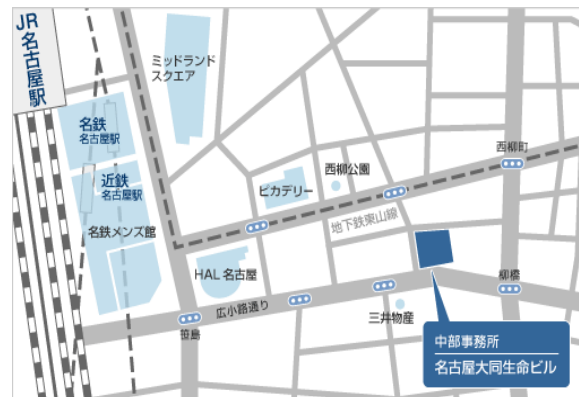 JR名古屋駅
ミッドランド
スクエア
名鉄
名古屋駅
近鉄
名古屋駅
名鉄メンズ館
ピカデリー
西柳公園
西柳町
地下鉄東山線
HAL 名古屋
広小路通り
笹島
三井物産
柳橋
中部事務所
名古屋大同生命ビル